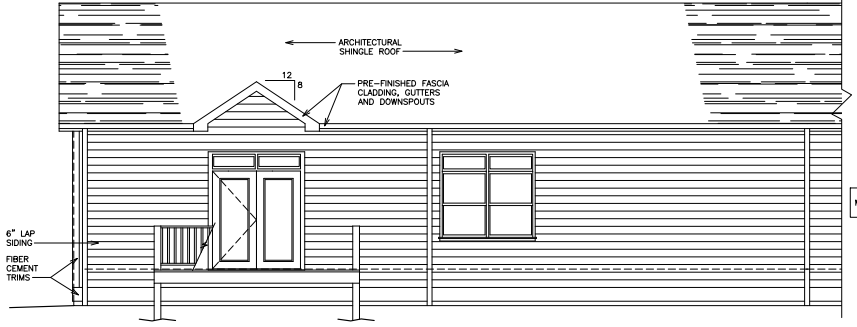 ARCHITECTURAL
SHINGLE ROOF
12
8
PRE-FINISHED FASCIA
CLADDING, GUTTERS
AND DOWNSPOUTS
6" LAP
SIDING
FIBER
CEMENT
TRIMS